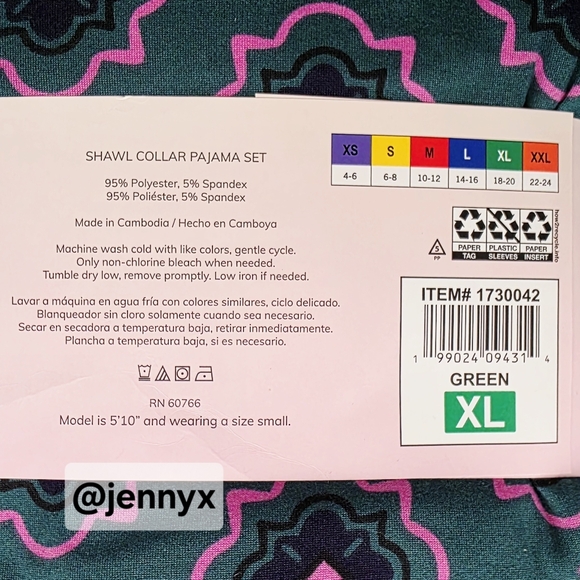 SHAWL COLLAR PAJAMA SET
95% Polyester, 5% Spandex
95% Poliéster, 5% Spandex
Made in Cambodia / Hecho en Camboya
Machine wash cold with like colors, gentle cycle.
Only non-chlorine bleach when needed.
Tumble dry low, remove promptly. Low iron if needed.
Lavar a máquina en agua fría con colores similares, ciclo delicado.
Blanqueador sin cloro solamente cuando sea necesario.
Secar en secadora a temperatura baja, retirar inmediatamente.
Plancha a temperatura baja, si es necesario.
RN 60766
Model is 5'10" and wearing a size small.
XS S M L XL XXL
4-6 6-8 10-12 14-16 18-20 22-24
5
PP
PAPER PLASTIC PAPER
TAG SLEEVES INSERT
how2recycle.info
ITEM# 1730042
1 99024 09431 4
GREEN
XL
@jennyx